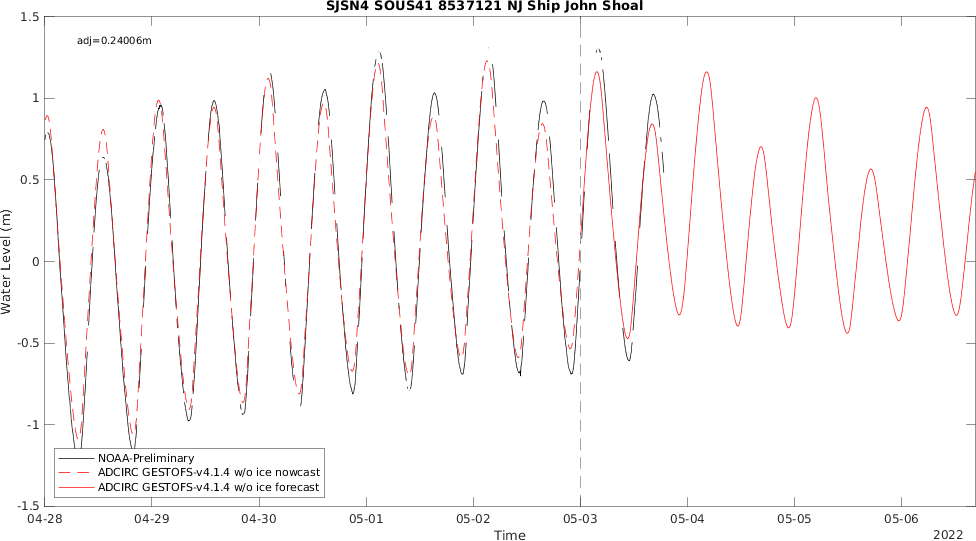 SJSN4 SOUS41 8537121 NJ Ship John Shoal
1.5
adj=0.24006m
1
0.5
0
-0.5
-1
-1.5
Water Level (m)
NOAA-Preliminary
ADCIRC GESTOFS-v4.1.4 w/o ice nowcast
ADCIRC GESTOFS-v4.1.4 w/o ice forecast
04-28 04-29 04-30 05-01 05-02 05-03 05-04 05-05 05-06
Time
2022